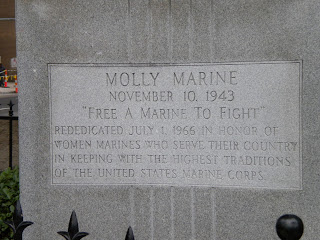 MOLLY MARINE
NOVEMBER 10, 1943
"FREE A MARINE TO FIGHT"
REDEDICATED JULY 1, 1966 IN HONOR OF
WOMEN MARINES WHO SERVE THEIR COUNTRY
IN KEEPING WITH THE HIGHEST TRADITIONS
OF THE UNITED STATES MARINE CORPS.